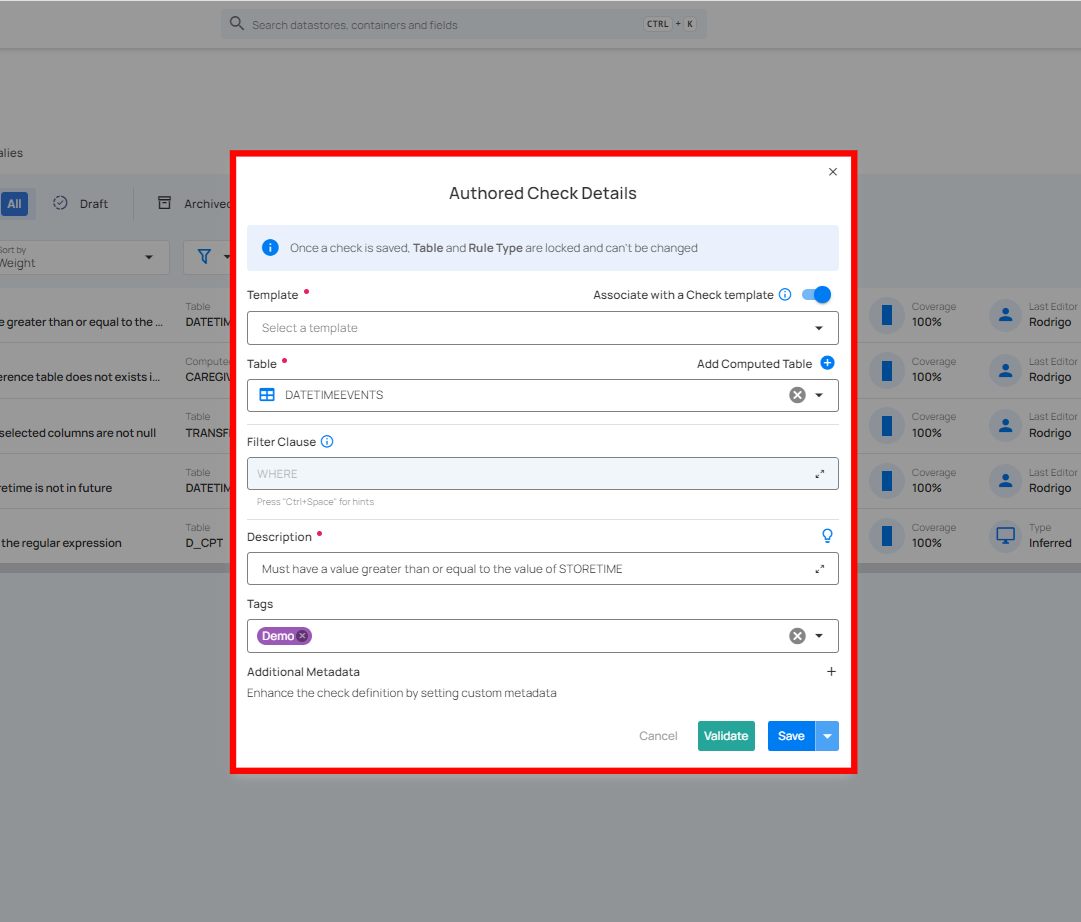 Search datastores, containers and fields CTRL + K
alies
All Draft Archived
Sort by
Weight
Table
e greater than or equal to the ... DATETIM
Compute
erence table does not exists i... CAREGIV
Table
selected columns are not null TRANSF
Table
etime is not in future DATETIM
Table
the regular expression D_CPT
Authored Check Details
Once a check is saved, Table and Rule Type are locked and can't be changed
Template Associate with a Check template
Select a template
Table Add Computed Table
DATETIMEEVENTS
Filter Clause
WHERE
Press "Ctrl+Space" for hints
Description
Must have a value greater than or equal to the value of STORETIME
Tags
Demo
Additional Metadata
Enhance the check definition by setting custom metadata
Cancel Validate Save
Coverage Last Editor
100% Rodrigo
Coverage Last Editor
100% Rodrigo
Coverage Last Editor
100% Rodrigo
Coverage Last Editor
100% Rodrigo
Coverage Type
100% Inferred